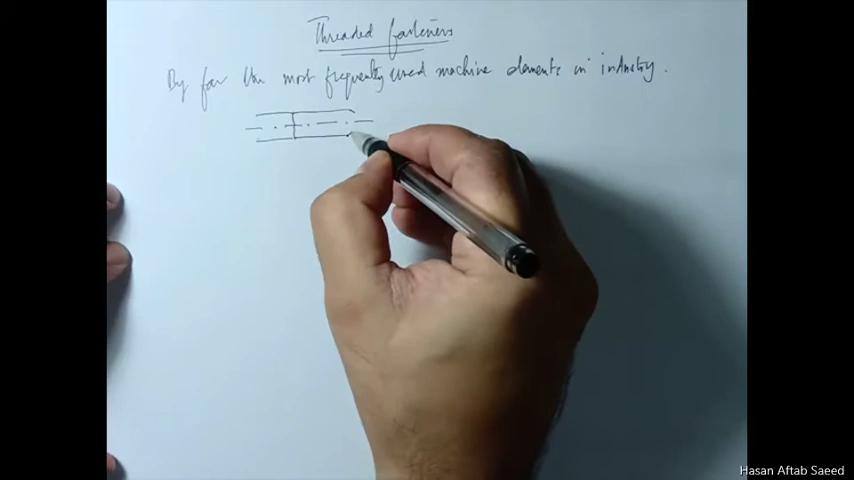 Threaded fasteners
By far the most frequently used machine elements in industry.
Hasan Aftab Saeed